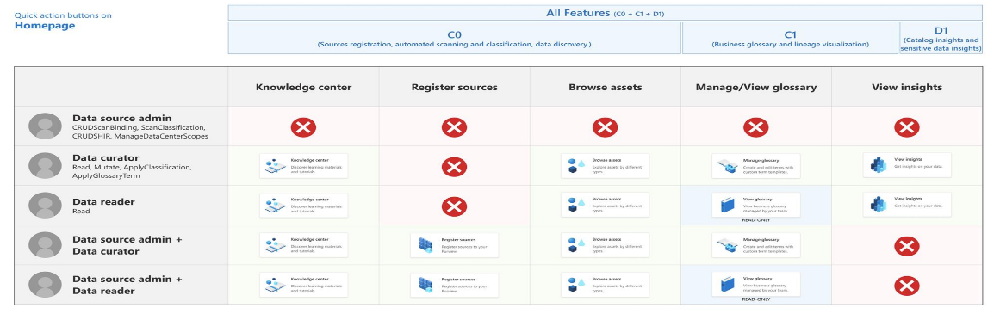 Quick action buttons on
Homepage
All Features (C0 + C1 + D1)
C0
(Sources registration, automated scanning and classification, data discovery.)
C1
(Business glossary and lineage visualization)
D1
(Catalog insights and
sensitive data insights)
Knowledge center
Register sources
Browse assets
Manage/View glossary
View insights
Data source admin
CRUDScanBinding, ScanClassification,
CRUDSHIR, ManageDataCenterScopes
Data curator
Read, Mutate, ApplyClassification,
ApplyGlossaryTerm
Knowledge center
Discover learning materials
and tutorials.
Browse assets
Explore assets by different
types.
Manage glossary
Create and edit terms with
custom term templates.
View insights
Get insights on your data.
Data reader
Read
Knowledge center
Discover learning materials
and tutorials.
Browse assets
Explore assets by different
types.
View glossary
View business glossary
managed by your team.
READ-ONLY
View insights
Get insights on your data.
Data source admin +
Data curator
Knowledge center
Discover learning materials
and tutorials.
Register sources
Register sources to your
Purview.
Browse assets
Explore assets by different
types.
Manage glossary
Create and edit terms with
custom term templates.
Data source admin +
Data reader
Knowledge center
Discover learning materials
and tutorials.
Register sources
Register sources to your
Purview.
Browse assets
Explore assets by different
types.
View glossary
View business glossary
managed by your team.
READ-ONLY